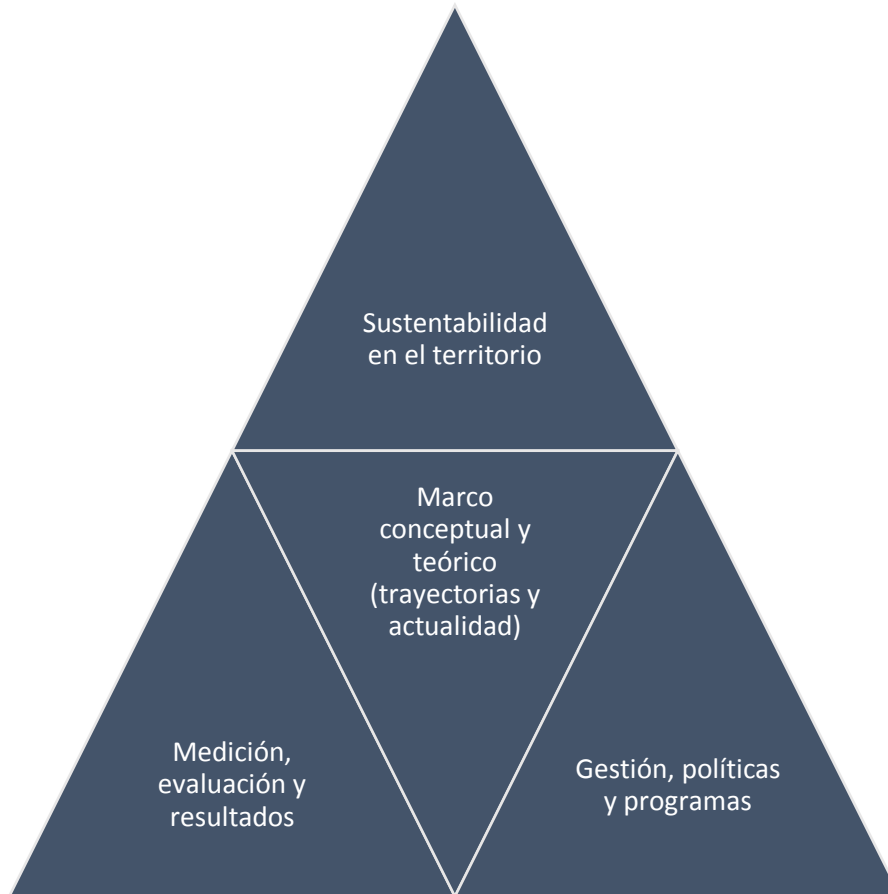 Sustentabilidad
en el territorio
Marco
conceptual y
teórico
(trayectorias y
actualidad)
Medición,
evaluación y
resultados
Gestión, políticas
y programas